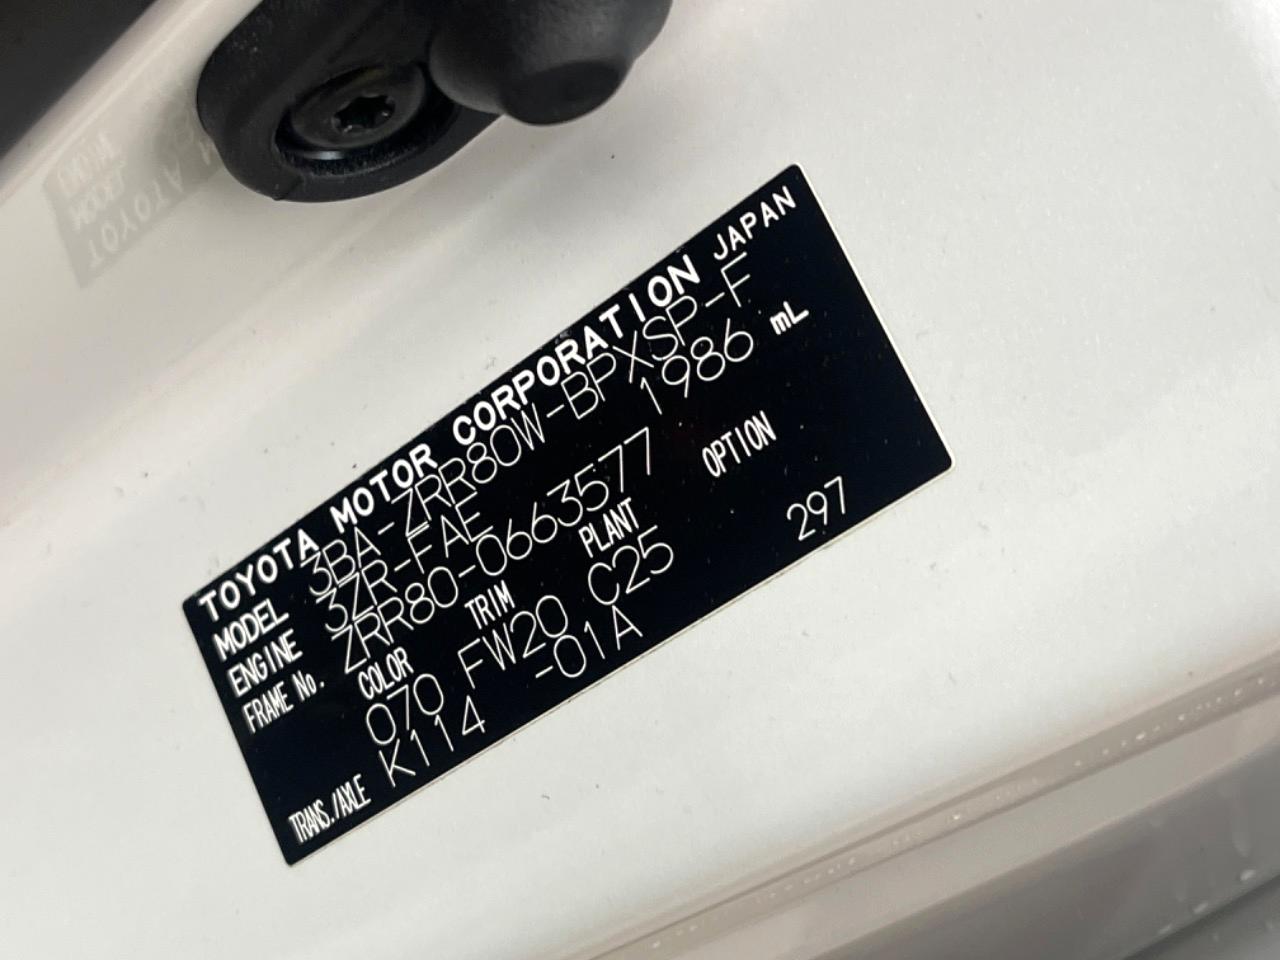 TOYOTA MOTOR CORPORATION JAPAN
MODEL 3BA-ZRR80W-BPXSP-F
ENGINE 3ZR-FAE 1986 mL
FRAME No. ZRR80-0663577
COLOR TRIM PLANT OPTION
070 FW20 C25 297
TRANS./AXLE K114 -01A